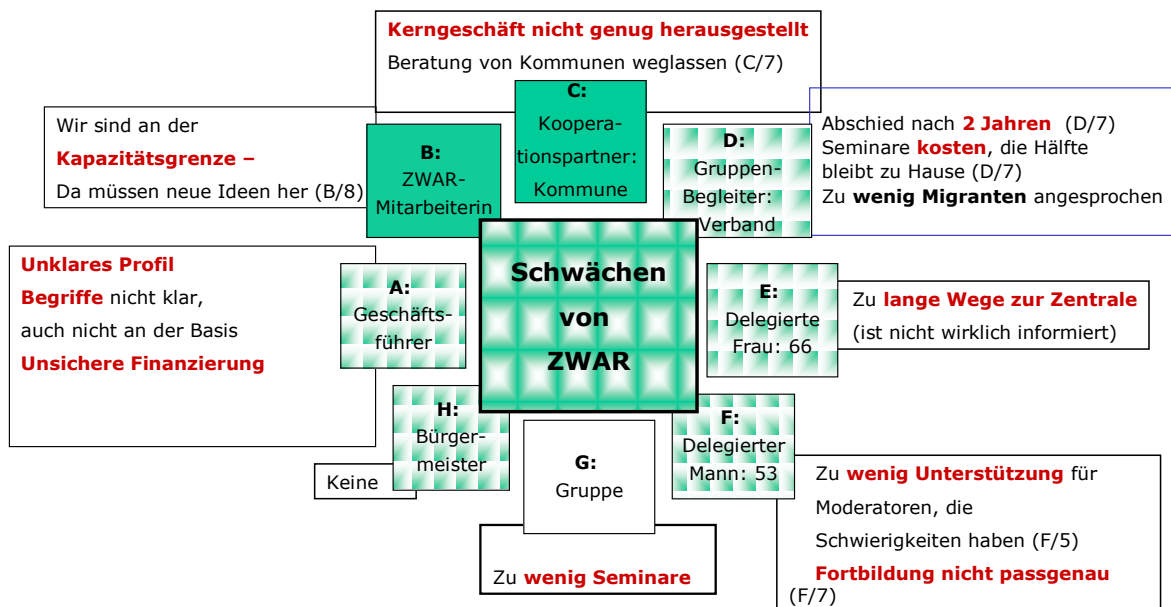 Kerngeschäft nicht genug herausgestellt
Beratung von Kommunen weglassen (C/7)
C:
Koopera-
tionspartner:
Kommune
Wir sind an der
Kapazitätsgrenze –
Da müssen neue Ideen her (B/8)
B:
ZWAR-
Mitarbeiterin
D:
Gruppen-
Begleiter:
Verband
Abschied nach 2 Jahren (D/7)
Seminare kosten, die Hälfte
bleibt zu Hause (D/7)
Zu wenig Migranten angesprochen
Unklares Profil
Begriffe nicht klar,
auch nicht an der Basis
Unsichere Finanzierung
A:
Geschäfts-
führer
Schwächen
von
ZWAR
E:
Delegierte
Frau: 66
Zu lange Wege zur Zentrale
(ist nicht wirklich informiert)
H:
Bürger-
meister
Keine
G:
Gruppe
Zu wenig Seminare
F:
Delegierter
Mann: 53
Zu wenig Unterstützung für
Moderatoren, die
Schwierigkeiten haben (F/5)
Fortbildung nicht passgenau
(F/7)